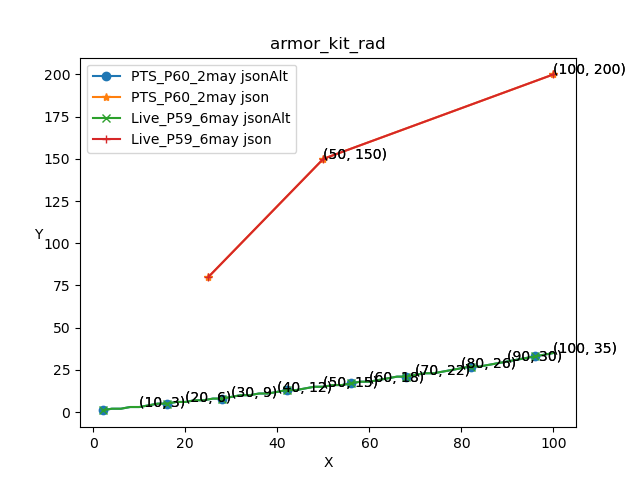 armor_kit_rad
PTS_P60_2may jsonAlt
PTS_P60_2may json
Live_P59_6may jsonAlt
Live_P59_6may json
(100, 200)
(50, 150)
(100, 35)
(90, 30)
(80, 26)
(70, 22)
(60, 18)
(50, 15)
(40, 12)
(30, 9)
(20, 6)
(10, 3)
Y
200
175
150
125
100
75
50
25
0
0 20 40 60 80 100
X